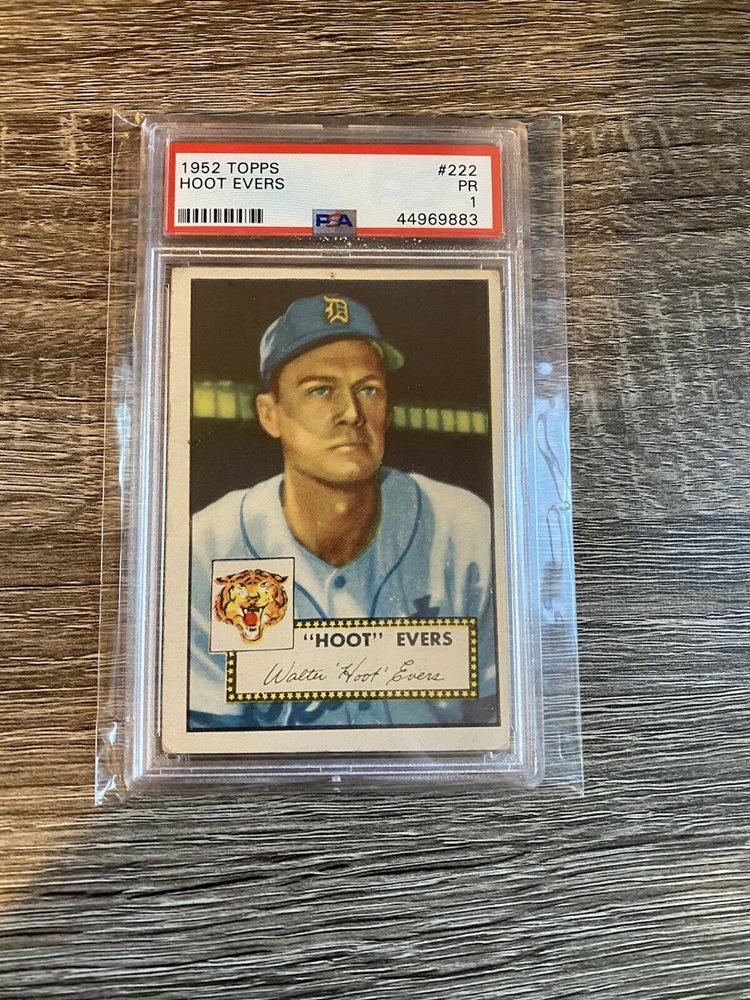 1952 TOPPS #222
HOOT EVERS PR
1
PSA 44969883
D
"HOOT" EVERS
Walter 'Hoot' Evers